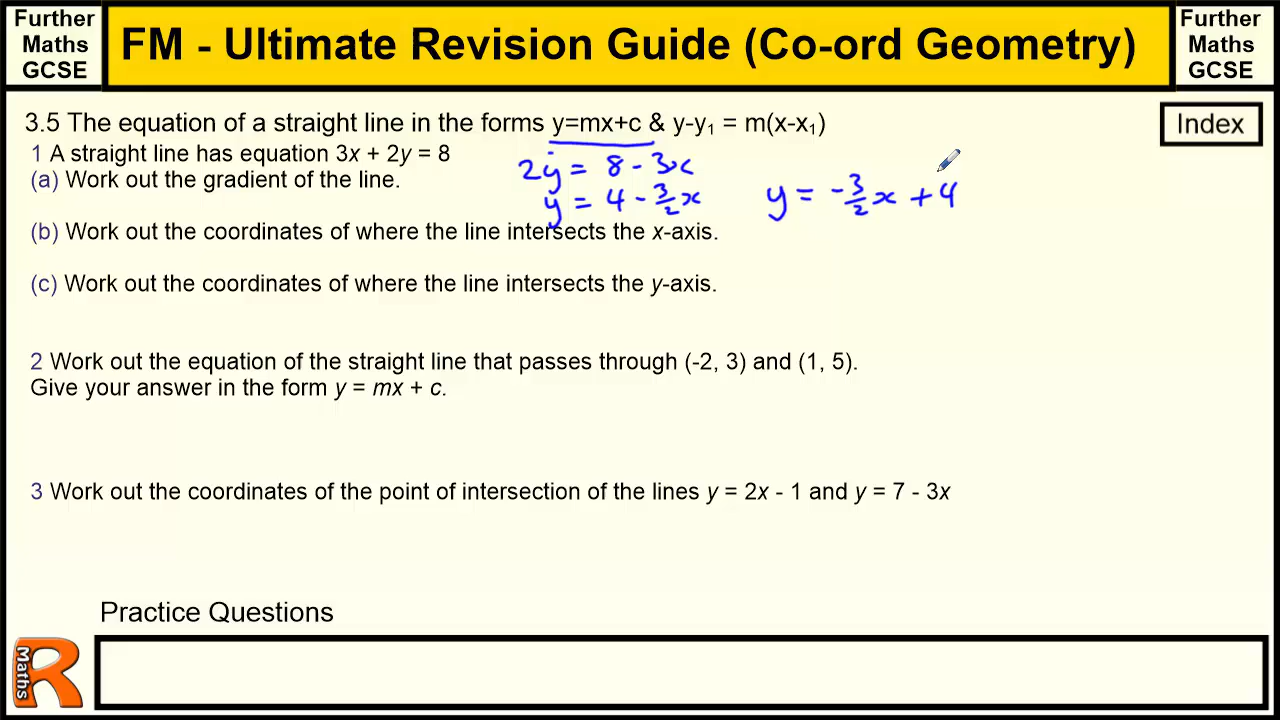 Further
Maths
GCSE
FM - Ultimate Revision Guide (Co-ord Geometry)
Further
Maths
GCSE
3.5 The equation of a straight line in the forms y=mx+c & y-y₁ = m(x-x₁)
Index
1 A straight line has equation 3x + 2y = 8
2y = 8 - 3x
(a) Work out the gradient of the line.
y = 4 - 3/2 x
y = -3/2 x + 4
(b) Work out the coordinates of where the line intersects the x-axis.
(c) Work out the coordinates of where the line intersects the y-axis.
2 Work out the equation of the straight line that passes through (-2, 3) and (1, 5).
Give your answer in the form y = mx + c.
3 Work out the coordinates of the point of intersection of the lines y = 2x - 1 and y = 7 - 3x
Practice Questions
R
Maths